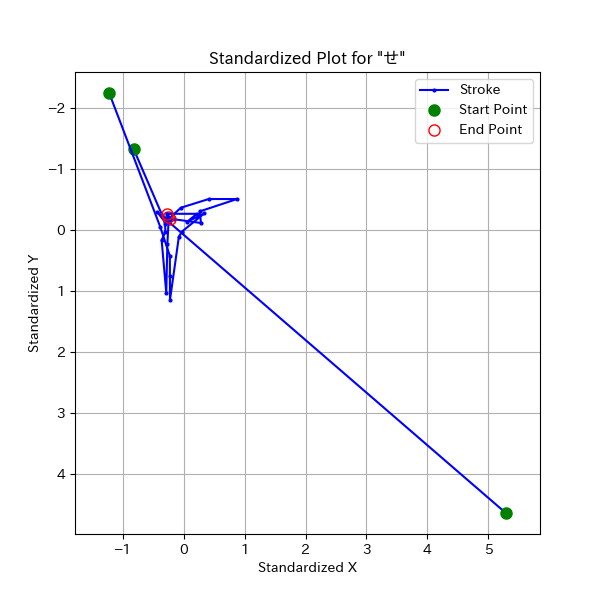 Standardized Plot for "せ"
Stroke
Start Point
End Point
Standardized Y
−2
−1
0
1
2
3
4
−1 0 1 2 3 4 5
Standardized X